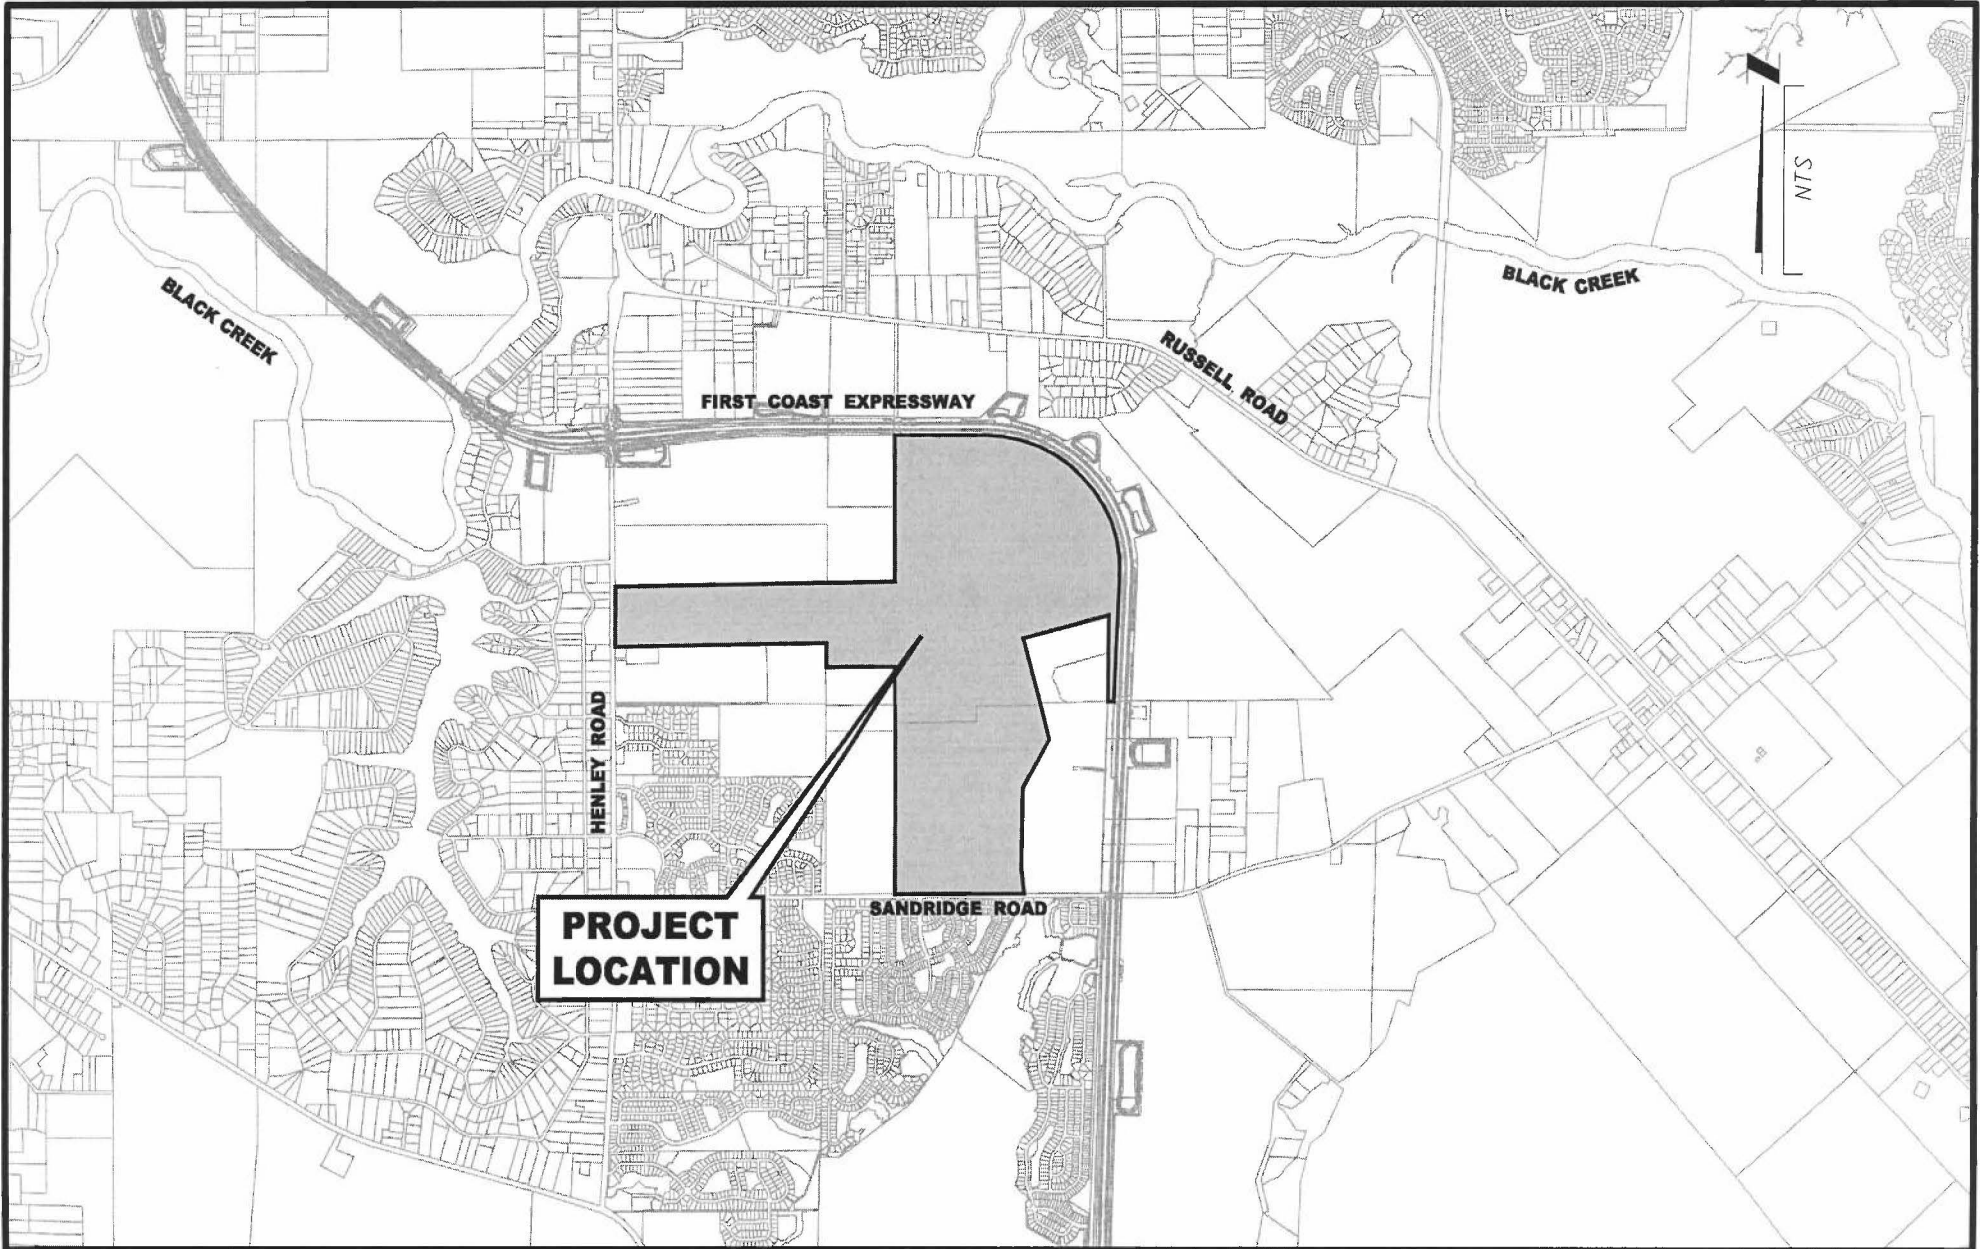 NTS
BLACK CREEK
BLACK CREEK
RUSSELL ROAD
FIRST COAST EXPRESSWAY
HENLEY ROAD
PROJECT
LOCATION
SANDRIDGE ROAD